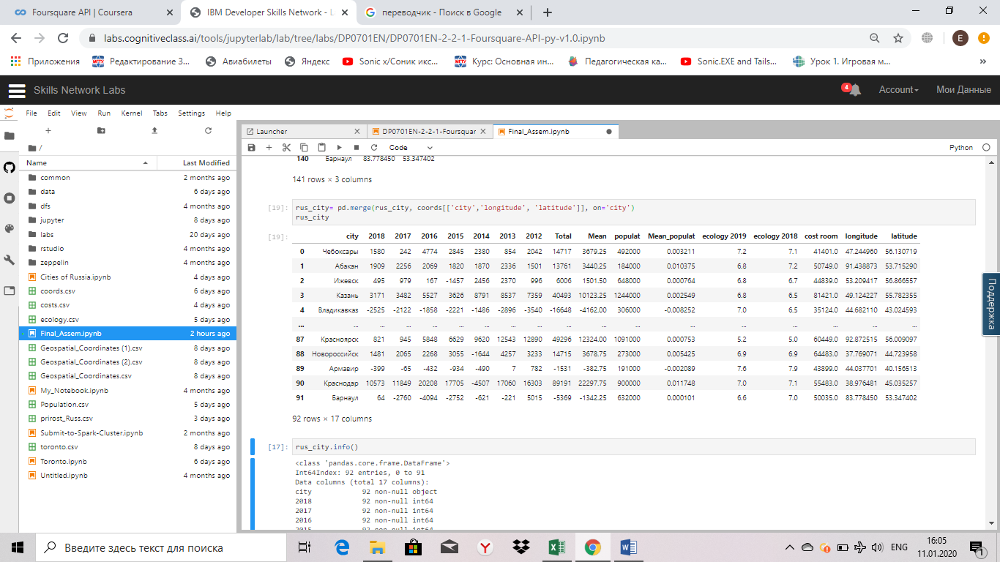 Foursquare API | Coursera
IBM Developer Skills Network - L
переводчик - Поиск в Google
labs.cognitiveclass.ai/tools/jupyterlab/lab/tree/labs/DP0701EN/DP0701EN-2-2-1-Foursquare-API-py-v1.0.ipynb
E
Приложения
Редактирование З...
Авиабилеты
Яндекс
Sonic x/Соник икс...
Курс: Основная ин...
Педагогическая ка...
Sonic.EXE and Tails...
Урок 1. Игровая м...
Skills Network Labs
4
Account
Мои Данные
File Edit View Run Kernel Tabs Settings Help
/
Name Last Modified
common 2 months ago
data 6 days ago
dfs 4 months ago
jupyter 8 days ago
labs 20 days ago
rstudio 4 months ago
zeppelin 4 months ago
Cities of Russia.ipynb 4 days ago
coords.csv 6 days ago
costs.csv 4 days ago
ecology.csv 5 days ago
Final_Assem.ipynb 2 hours ago
Geospatial_Coordinates (1).csv 8 days ago
Geospatial_Coordinates (2).csv 8 days ago
Geospatial_Coordinates.csv 8 days ago
My_Notebook.ipynb 4 months ago
Population.csv 5 days ago
prirost_Russ.csv 3 days ago
Submit-to-Spark-Cluster.ipynb 2 months ago
toronto.csv 8 days ago
Toronto.ipynb 6 days ago
Untitled.ipynb 4 months ago
Launcher
DP0701EN-2-2-1-Foursquar
Final_Assem.ipynb
Code
Python
140 Барнаул 83.778450 53.347402
141 rows × 3 columns
[19]: rus_city= pd.merge(rus_city, coords[['city','longitude', 'latitude']], on='city')
rus_city
[19]: city 2018 2017 2016 2015 2014 2013 2012 Total Mean populat Mean_populat ecology 2019 ecology 2018 cost room longitude latitude
0 Чебоксары 1580 242 4774 2845 2380 854 2042 14717 3679.25 492000 0.003211 7.2 7.1 41401.0 47.244960 56.130719
1 Абакан 1909 2256 2069 1820 1870 2336 1501 13761 3440.25 184000 0.010375 6.8 7.2 50749.0 91.438873 53.715290
2 Ижевск 495 979 167 -1457 2456 2370 996 6006 1501.50 648000 0.000764 6.8 6.7 44839.0 53.209417 56.866557
3 Казань 3171 3482 5527 3626 8791 8537 7359 40493 10123.25 1244000 0.002549 6.8 6.5 81421.0 49.124227 55.782355
4 Владикавказ -2525 -2122 -1858 -2221 -1486 -2896 -3540 -16648 -4162.00 306000 -0.008252 7.0 6.5 35124.0 44.682110 43.024593
... ... ... ... ... ... ... ... ... ... ... ... ... ... ... ... ... ...
87 Красноярск 821 945 5848 6629 9620 12543 12890 49296 12324.00 1091000 0.000753 5.2 5.0 60449.0 92.872515 56.009097
88 Новороссийск 1481 2065 2268 3055 -1644 4257 3233 14715 3678.75 273000 0.005425 6.9 6.9 64483.0 37.769071 44.723958
89 Армавир -399 -65 -432 -934 -490 7 782 -1531 -382.75 191000 -0.002089 7.6 7.9 43899.0 44.037701 40.156513
90 Краснодар 10573 11849 20208 17705 -4507 17060 16303 89191 22297.75 900000 0.011748 7.0 7.1 55483.0 38.976481 45.035257
91 Барнаул 64 -2760 -4094 -2752 -621 -221 5015 -5369 -1342.25 632000 0.000101 6.6 7.0 50035.0 83.778450 53.347402
92 rows × 17 columns
[17]: rus_city.info()
<class 'pandas.core.frame.DataFrame'>
Int64Index: 92 entries, 0 to 91
Data columns (total 17 columns):
city 92 non-null object
2018 92 non-null int64
2017 92 non-null int64
2016 92 non-null int64
2015 92 non-null int64
Поддержка
Введите здесь текст для поиска
ENG
16:05
11.01.2020
1